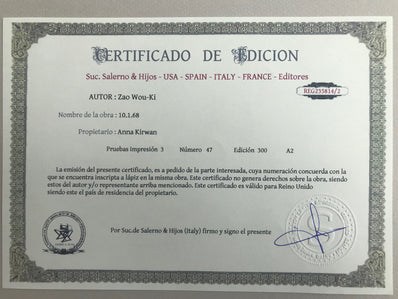 CERTIFICADO DE EDICION
Suc. Salerno & Hijos - USA - SPAIN - ITALY - FRANCE - Editores
REG235814/2
AUTOR : Zao Wou-Ki
Nombre de la obra : 10.1.68
Propietario : Anna Kirwan
Pruebas impresión 3 Número 47 Edición 300 A2
La emisión del presente certificado, es a pedido de la parte interesada, cuya numeración concuerda con la
que se encuentra inscripta a lápiz en la misma obra. Este certificado no genera derechos sobre la obra, siendo
estos del autor y/o representante arriba mencionado. Este certificado es válido para Reino Unido
siendo este el país de residencia del propietario.
Por Suc.de Salerno & Hijos (Italy) firmo y signo el presente